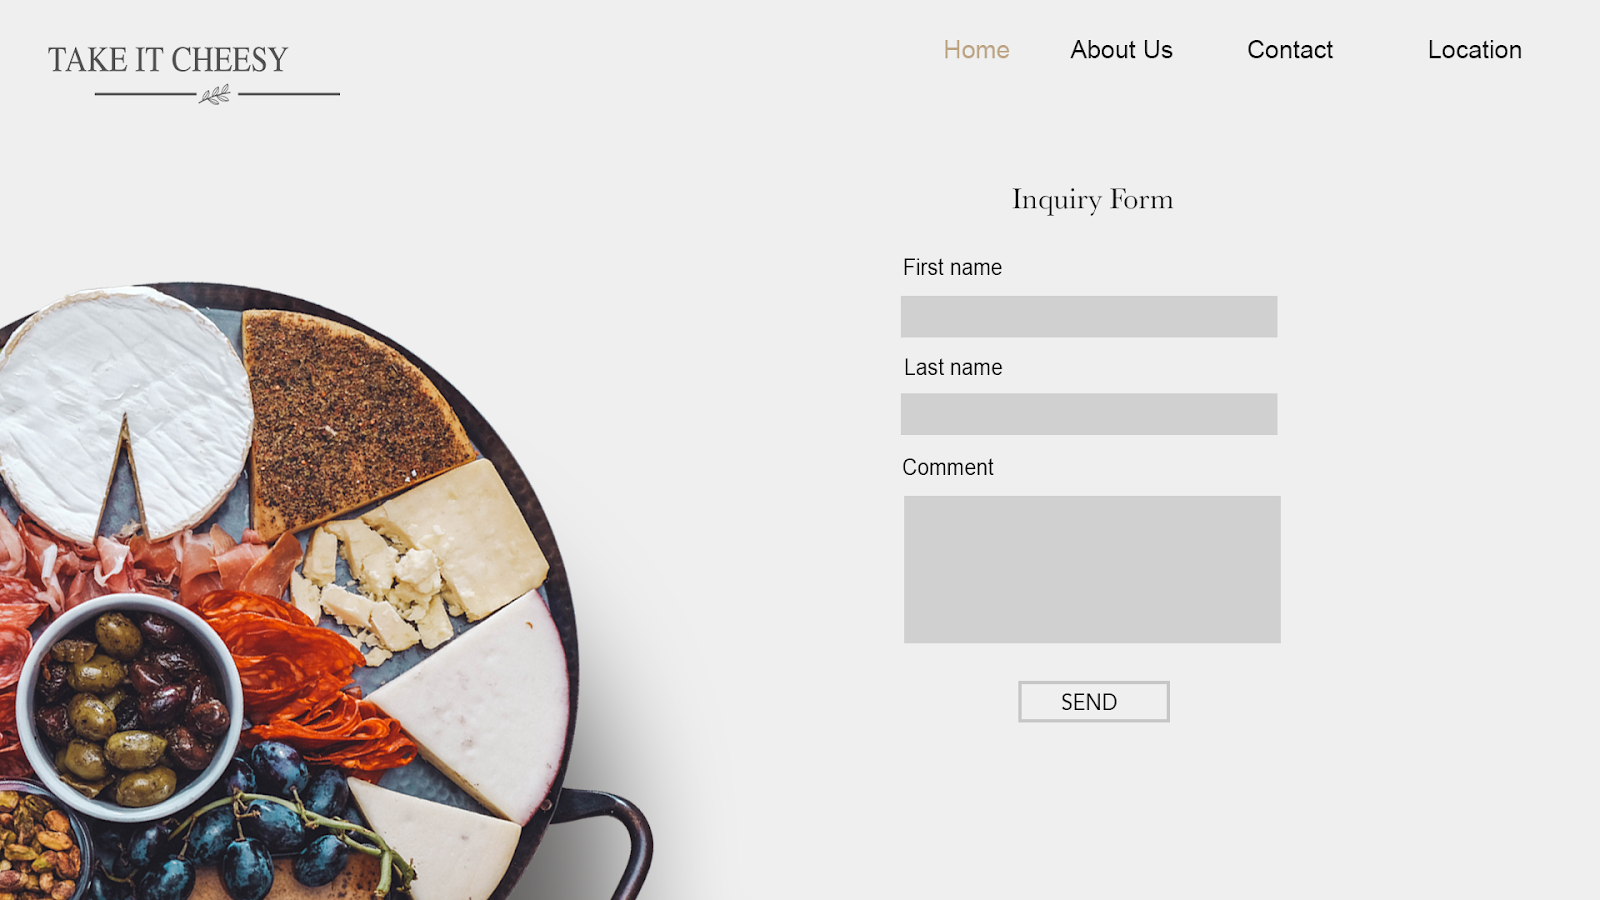 TAKE IT CHEESY
Home About Us Contact Location
Inquiry Form
First name
Last name
Comment
SEND